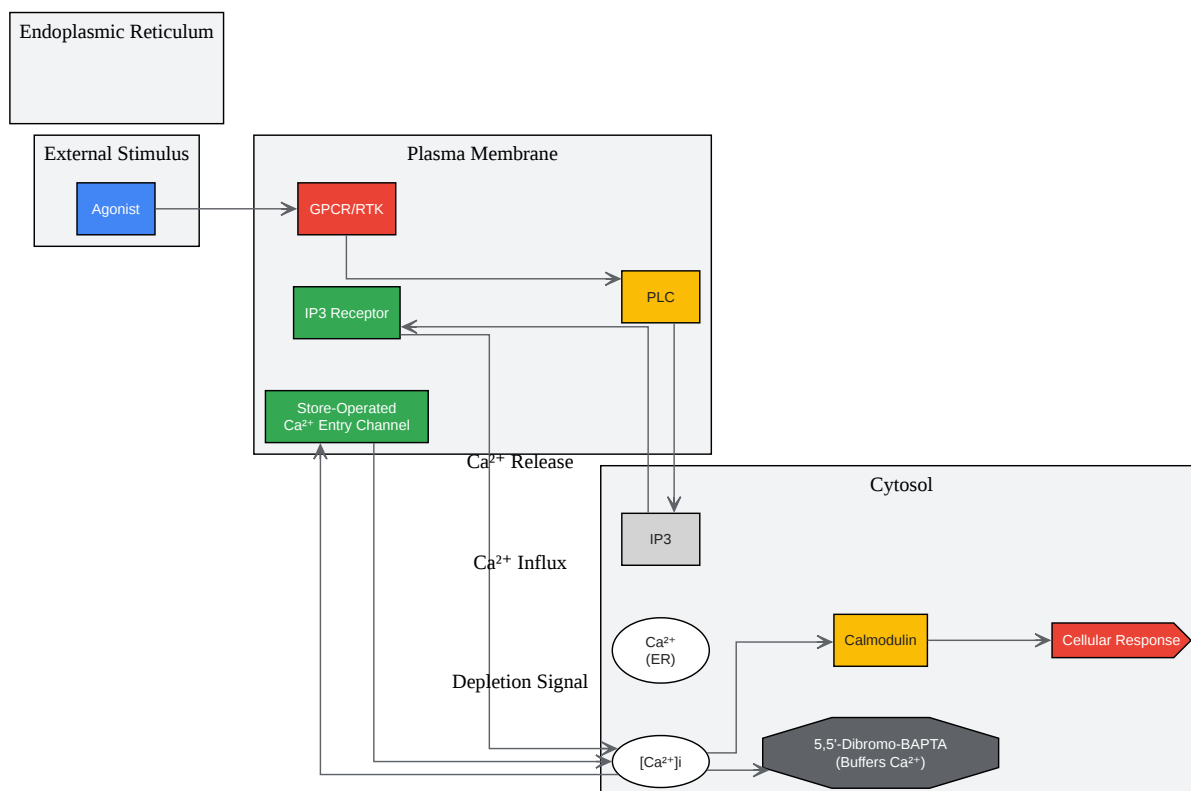 Endoplasmic Reticulum
External Stimulus
Plasma Membrane
Agonist
GPCR/RTK
PLC
IP3 Receptor
Store-Operated
Ca²⁺ Entry Channel
Ca²⁺ Release
Cytosol
IP3
Ca²⁺ Influx
Ca²⁺
(ER)
Calmodulin
Cellular Response
Depletion Signal
[Ca²⁺]i
5,5'-Dibromo-BAPTA
(Buffers Ca²⁺)